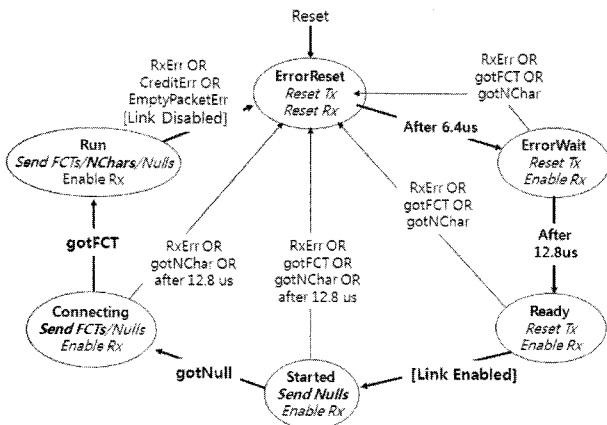 Reset
RxErr OR
CreditErr OR
EmptyPacketErr
[Link Disabled]
ErrorReset
Reset Tx
Reset Rx
RxErr OR
gotFCT OR
gotNChar
After 6.4us
Run
Send FCTs/NChars/Nulls
Enable Rx
ErrorWait
Reset Tx
Enable Rx
RxErr OR
gotFCT OR
gotNChar
gotFCT
RxErr OR
gotNChar OR
after 12.8 us
RxErr OR
gotFCT OR
gotNChar OR
after 12.8 us
After
12.8us
Connecting
Send FCTs/Nulls
Enable Rx
Ready
Reset Tx
Enable Rx
gotNull
Started
Send Nulls
Enable Rx
[Link Enabled]